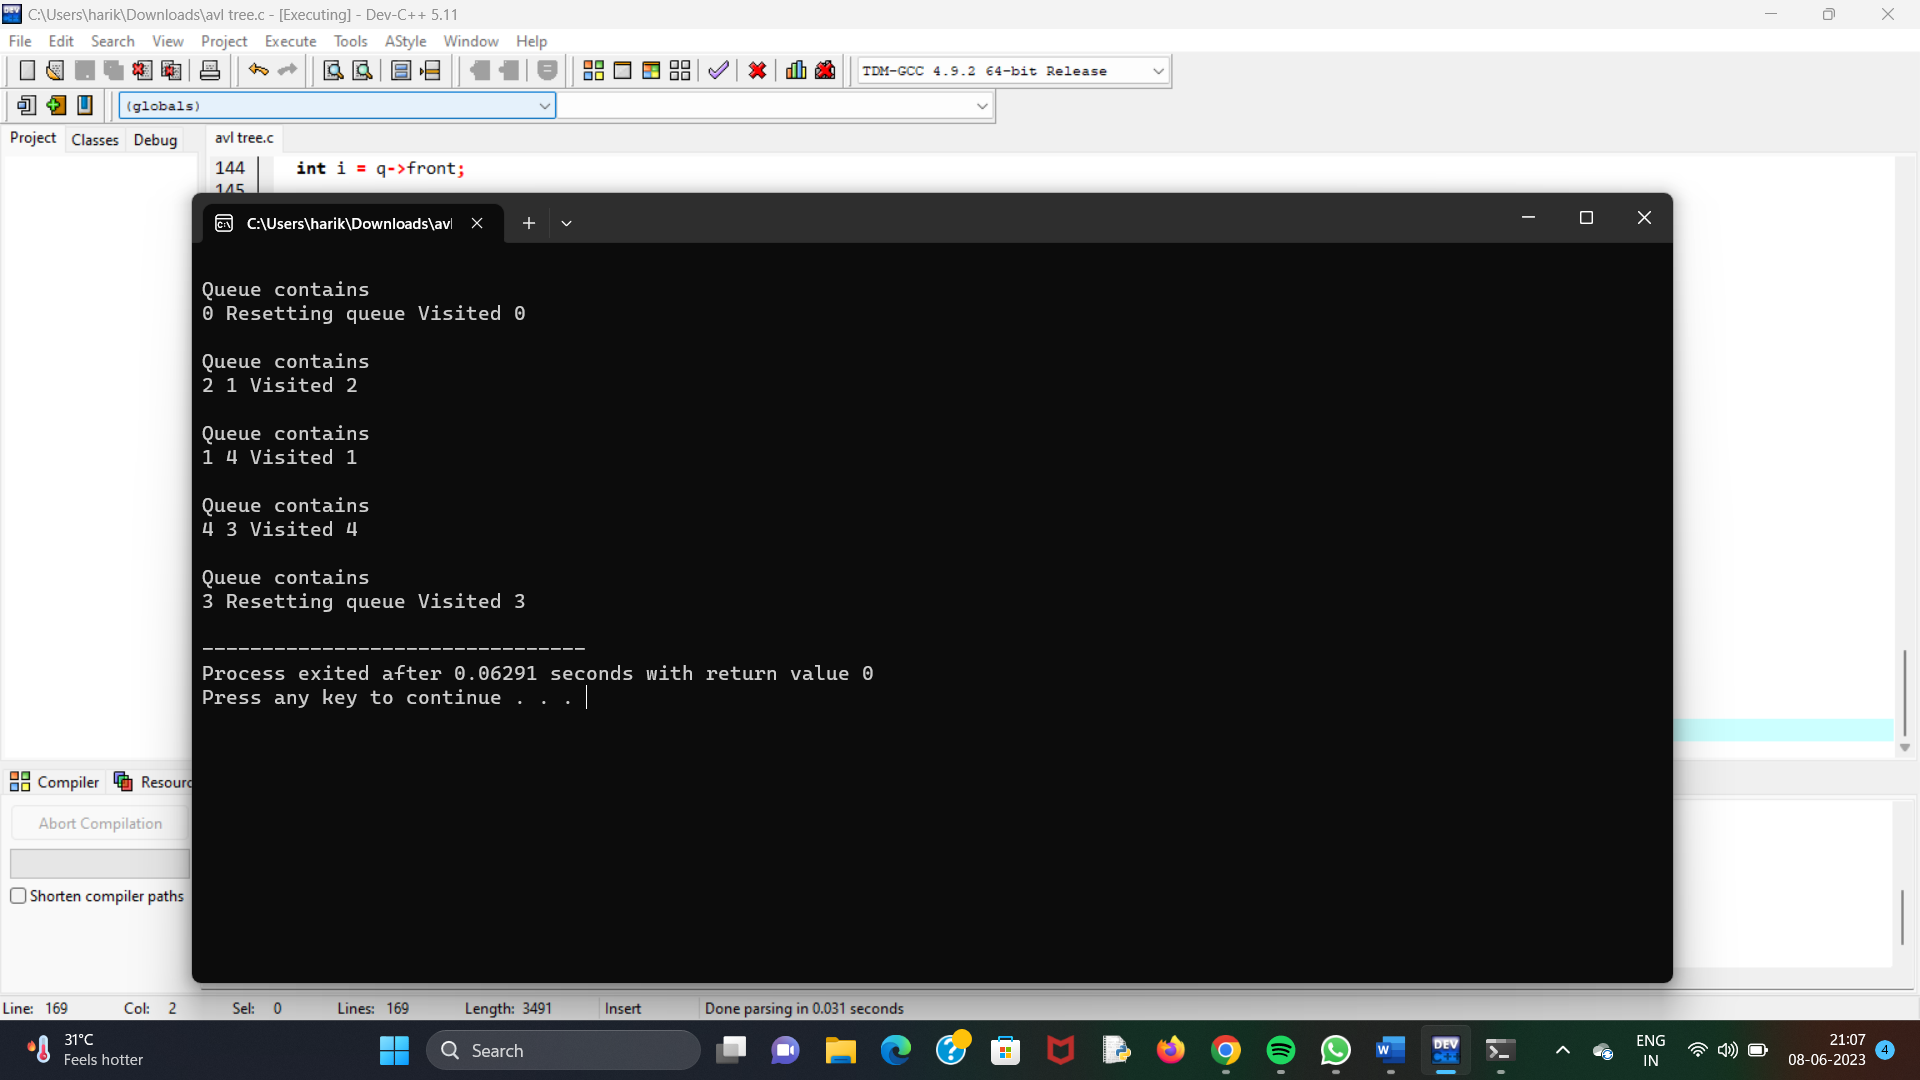 C:\Users\harik\Downloads\avl tree.c - [Executing] - Dev-C++ 5.11
File Edit Search View Project Execute Tools AStyle Window Help
TDM-GCC 4.9.2 64-bit Release
(globals)
Project Classes Debug avl tree.c
144 int i = q->front;
145
C:\Users\harik\Downloads\avl
Queue contains
0 Resetting queue Visited 0
Queue contains
2 1 Visited 2
Queue contains
1 4 Visited 1
Queue contains
4 3 Visited 4
Queue contains
3 Resetting queue Visited 3
--------------------------------
Process exited after 0.06291 seconds with return value 0
Press any key to continue . . .
Compiler Resourc
Abort Compilation
Shorten compiler paths
Line: 169 Col: 2 Sel: 0 Lines: 169 Length: 3491 Insert Done parsing in 0.031 seconds
31°C
Feels hotter
Search
W
DEV
C++
ENG
IN
21:07
08-06-2023
4